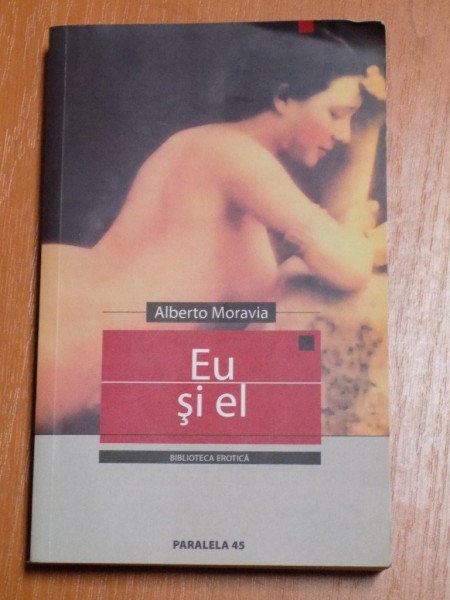 Alberto Moravia
Eu
şi el
BIBLIOTECA EROTICĂ
PARALELA 45